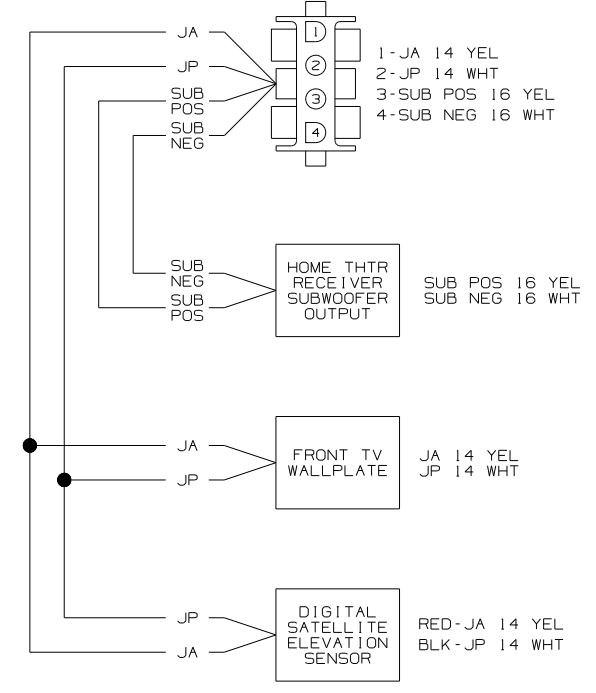 JA
JP
SUB
POS
SUB
NEG
1
2
3
4
1-JA 14 YEL
2-JP 14 WHT
3-SUB POS 16 YEL
4-SUB NEG 16 WHT
SUB
NEG
SUB
POS
HOME THTR
RECEIVER
SUBWOOFER
OUTPUT
SUB POS 16 YEL
SUB NEG 16 WHT
JA
JP
FRONT TV
WALLPLATE
JA 14 YEL
JP 14 WHT
JP
JA
DIGITAL
SATELLITE
ELEVATION
SENSOR
RED-JA 14 YEL
BLK-JP 14 WHT